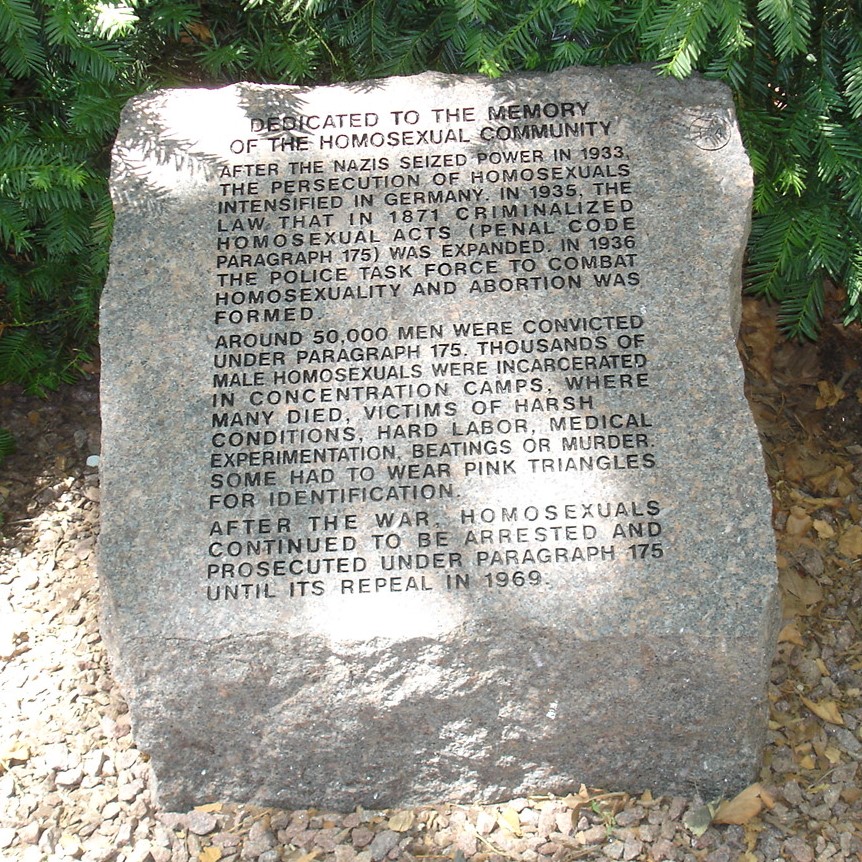 DEDICATED TO THE MEMORY
OF THE HOMOSEXUAL COMMUNITY
AFTER THE NAZIS SEIZED POWER IN 1933,
THE PERSECUTION OF HOMOSEXUALS
INTENSIFIED IN GERMANY. IN 1935, THE
LAW THAT IN 1871 CRIMINALIZED
HOMOSEXUAL ACTS (PENAL CODE
PARAGRAPH 175) WAS EXPANDED. IN 1936
THE POLICE TASK FORCE TO COMBAT
HOMOSEXUALITY AND ABORTION WAS
FORMED.
AROUND 50,000 MEN WERE CONVICTED
UNDER PARAGRAPH 175. THOUSANDS OF
MALE HOMOSEXUALS WERE INCARCERATED
IN CONCENTRATION CAMPS, WHERE
MANY DIED, VICTIMS OF HARSH
CONDITIONS, HARD LABOR, MEDICAL
EXPERIMENTATION, BEATINGS OR MURDER.
SOME HAD TO WEAR PINK TRIANGLES
FOR IDENTIFICATION.
AFTER THE WAR, HOMOSEXUALS
CONTINUED TO BE ARRESTED AND
PROSECUTED UNDER PARAGRAPH 175
UNTIL ITS REPEAL IN 1969.